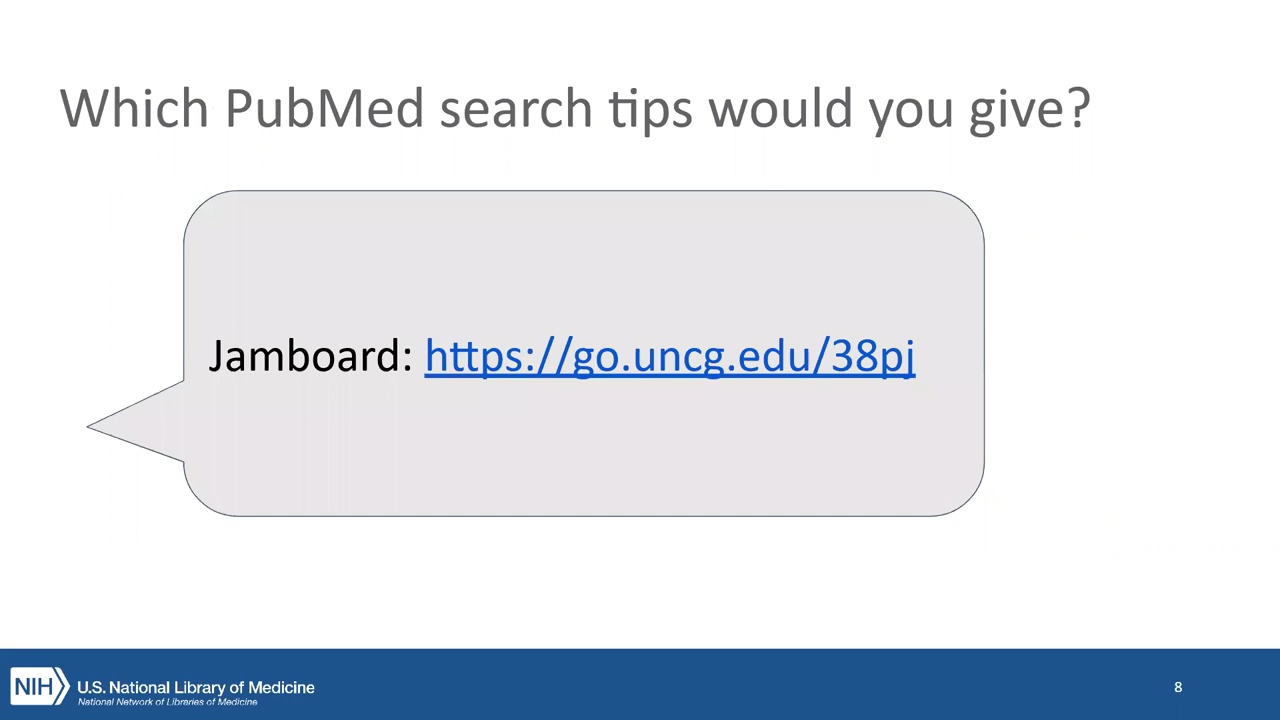 Which PubMed search tips would you give?
Jamboard: https://go.uncg.edu/38pj
NIH U.S. National Library of Medicine
National Network of Libraries of Medicine
8